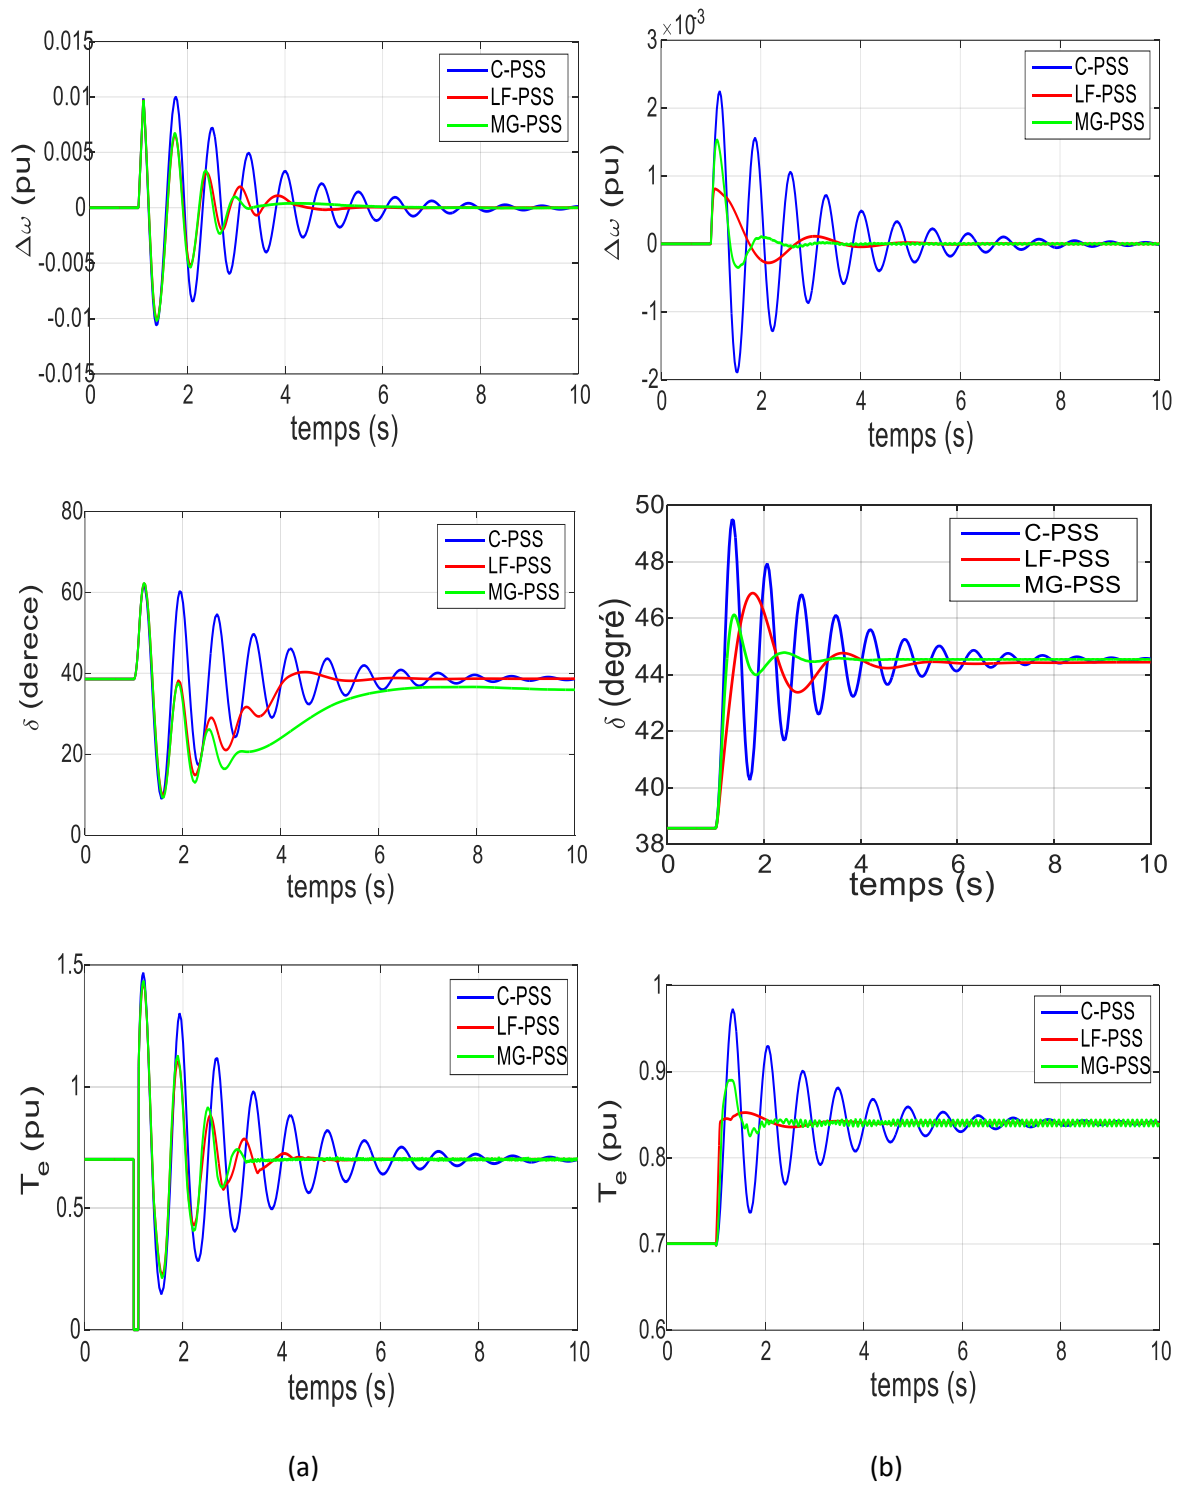 0.015
0.01
0.005
0
-0.005
-0.01
-0.015
Δω (pu)
C-PSS
LF-PSS
MG-PSS
0 2 4 6 8 10
temps (s)
×10-3
3
2
1
0
-1
-2
Δω (pu)
C-PSS
LF-PSS
MG-PSS
0 2 4 6 8 10
temps (s)
80
60
40
20
0
δ (derece)
C-PSS
LF-PSS
MG-PSS
0 2 4 6 8 10
temps (s)
50
48
46
44
42
40
38
δ (degré)
C-PSS
LF-PSS
MG-PSS
0 2 4 6 8 10
temps (s)
1.5
1
0.5
0
Te (pu)
C-PSS
LF-PSS
MG-PSS
0 2 4 6 8 10
temps (s)
1
0.9
0.8
0.7
0.6
Te (pu)
C-PSS
LF-PSS
MG-PSS
0 2 4 6 8 10
temps (s)
(a)
(b)